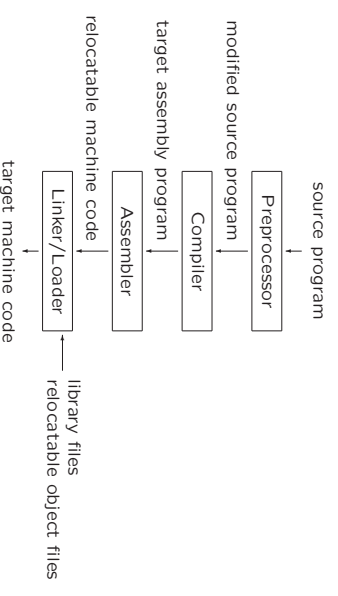 source program
Preprocessor
modified source program
Compiler
target assembly program
Assembler
relocatable machine code
Linker/Loader
library files
relocatable object files
target machine code